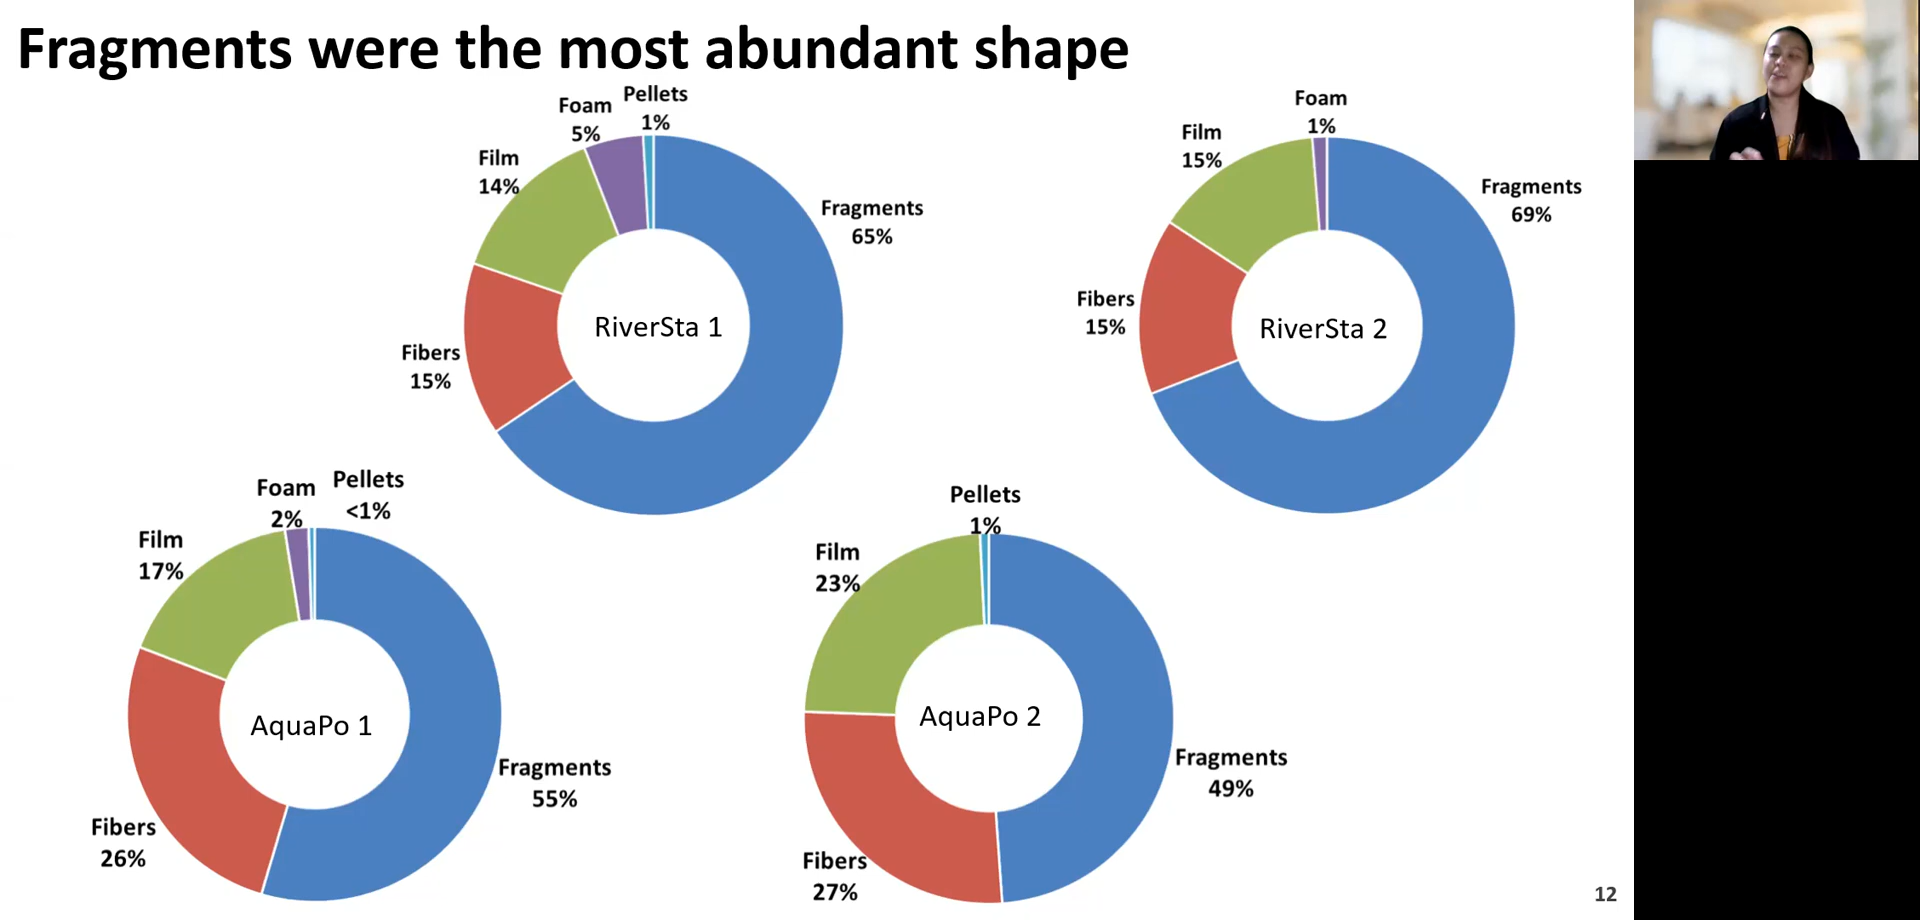 Fragments were the most abundant shape
Foam
5%
Pellets
1%
Film
14%
Fragments
65%
Fibers
15%
RiverSta 1
Foam
1%
Film
15%
Fragments
69%
Fibers
15%
RiverSta 2
Foam
2%
Pellets
<1%
Film
17%
Fragments
55%
Fibers
26%
AquaPo 1
Pellets
1%
Film
23%
Fragments
49%
Fibers
27%
AquaPo 2
12